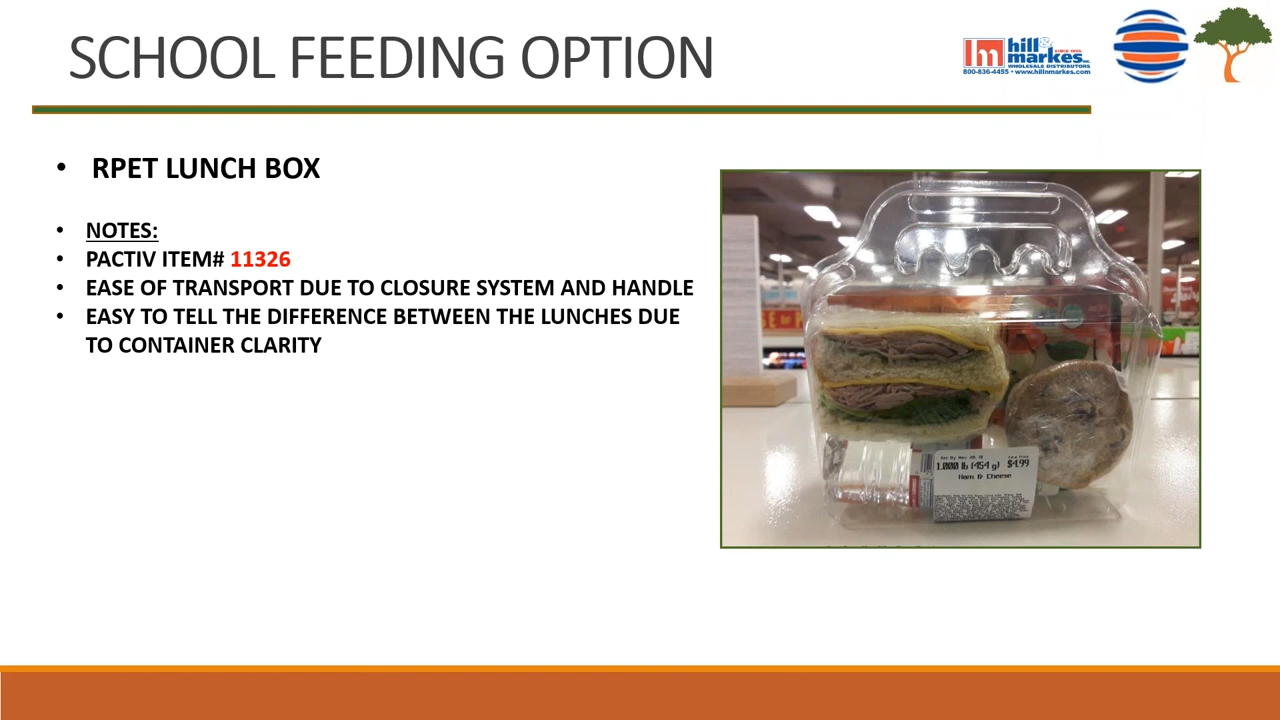 SCHOOL FEEDING OPTION
hill &
SINCE 1906
markes INC.
WHOLESALE DISTRIBUTORS
800-836-4455 • www.hillnmarkes.com
• RPET LUNCH BOX
• NOTES:
• PACTIV ITEM# 11326
• EASE OF TRANSPORT DUE TO CLOSURE SYSTEM AND HANDLE
• EASY TO TELL THE DIFFERENCE BETWEEN THE LUNCHES DUE
TO CONTAINER CLARITY
1.000 lb (454 g) $4.99
Ham & Cheese